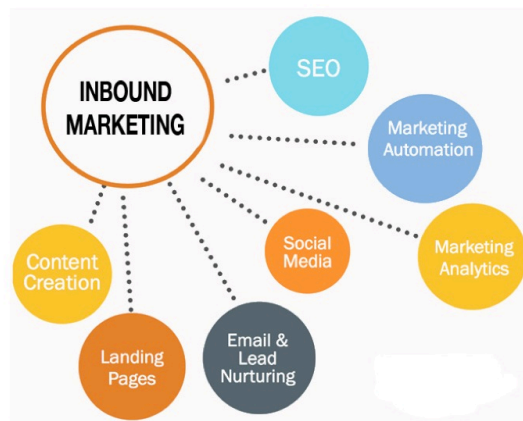 INBOUND
MARKETING
SEO
Marketing
Automation
Marketing
Analytics
Social
Media
Email &
Lead
Nurturing
Landing
Pages
Content
Creation